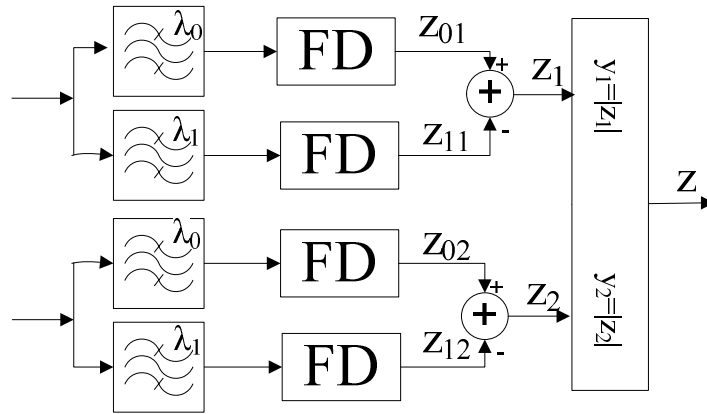 λ0
FD
z01
+
+
z1
λ1
FD
z11
-
y1=|z1|
z
λ0
FD
z02
+
+
z2
λ1
FD
z12
-
y2=|z2|